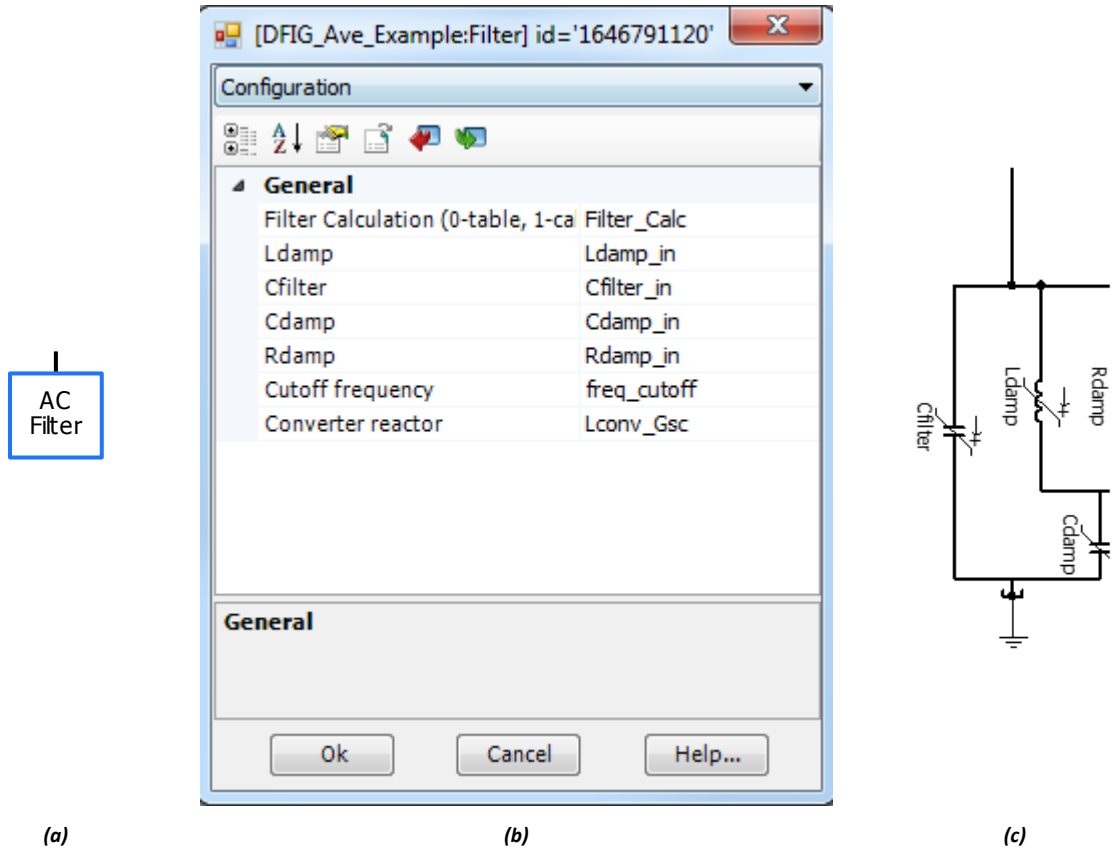 [DFIG_Ave_Example:Filter] id='1646791120'
Configuration
General
Filter Calculation (0-table, 1-cal Filter_Calc
Ldamp Ldamp_in
Cfilter Cfilter_in
Cdamp Cdamp_in
Rdamp Rdamp_in
Cutoff frequency freq_cutoff
Converter reactor Lconv_Gsc
General
Ok Cancel Help...
AC
Filter
Cfilter
Ldamp
Rdamp
Cdamp
(a) (b) (c)